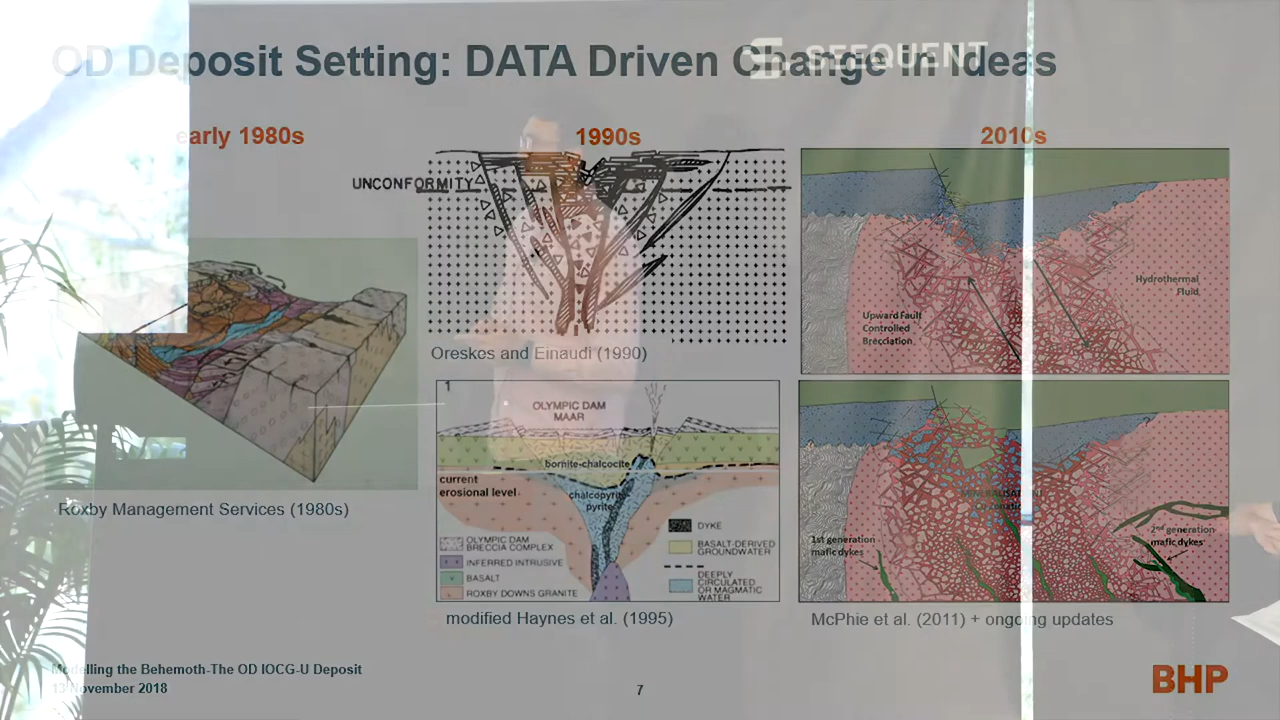 OD Deposit Setting: DATA Driven Change in Ideas
SEEQUENT
early 1980s
1990s
2010s
UNCONFORMITY
Oreskes and Einaudi (1990)
Roxby Management Services (1980s)
1
OLYMPIC DAM
MAAR
bornite-chalcocite
current
erosional level
chalcopyrite
pyrite
OLYMPIC DAM
BRECCIA COMPLEX
INFERRED INTRUSIVE
BASALT
ROXBY DOWNS GRANITE
DYKE
BASALT-DERIVED
GROUNDWATER
DEEPLY
CIRCULATED
OR MAGMATIC
WATER
modified Haynes et al. (1995)
Hydrothermal
Fluid
Upward Fault
Controlled
Brecciation
1st generation
mafic dykes
2nd generation
mafic dykes
McPhie et al. (2011) + ongoing updates
Modelling the Behemoth-The OD IOCG-U Deposit
13 November 2018
7
BHP